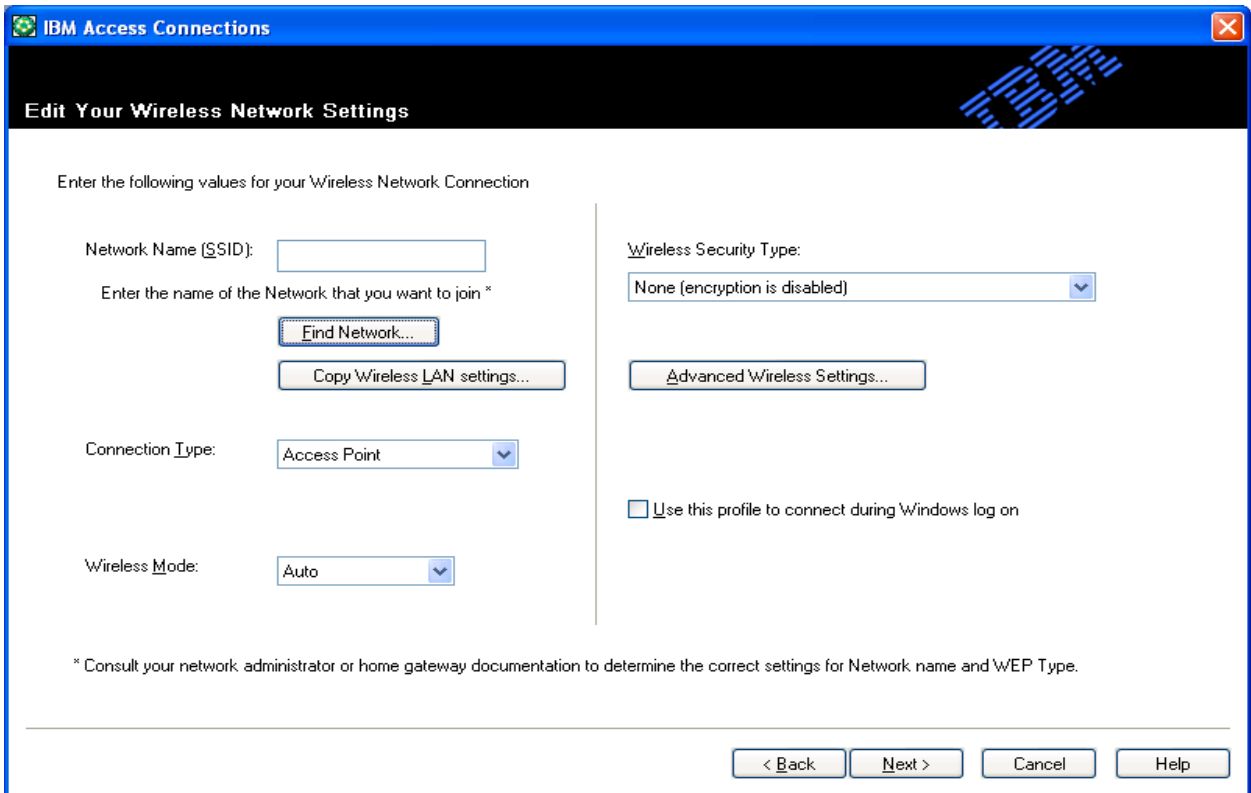 IBM Access Connections
IBM
Edit Your Wireless Network Settings
Enter the following values for your Wireless Network Connection
Network Name (SSID):
Enter the name of the Network that you want to join *
Find Network...
Copy Wireless LAN settings...
Connection Type:
Access Point
Wireless Mode:
Auto
Wireless Security Type:
None (encryption is disabled)
Advanced Wireless Settings...
Use this profile to connect during Windows log on
* Consult your network administrator or home gateway documentation to determine the correct settings for Network name and WEP Type.
< Back
Next >
Cancel
Help